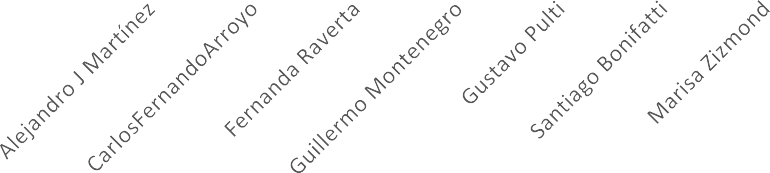 Alejandro J Martínez
CarlosFernandoArroyo
Fernanda Raverta
Guillermo Montenegro
Gustavo Pulti
Santiago Bonifatti
Marisa Zizmond